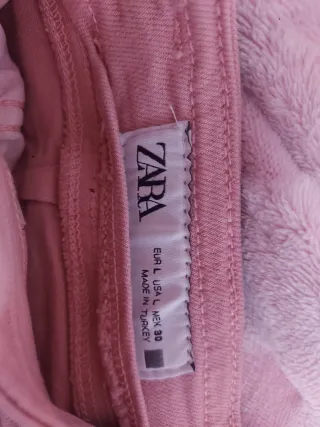 ZARA
EUR L USA L MEX 30
MADE IN TURKEY